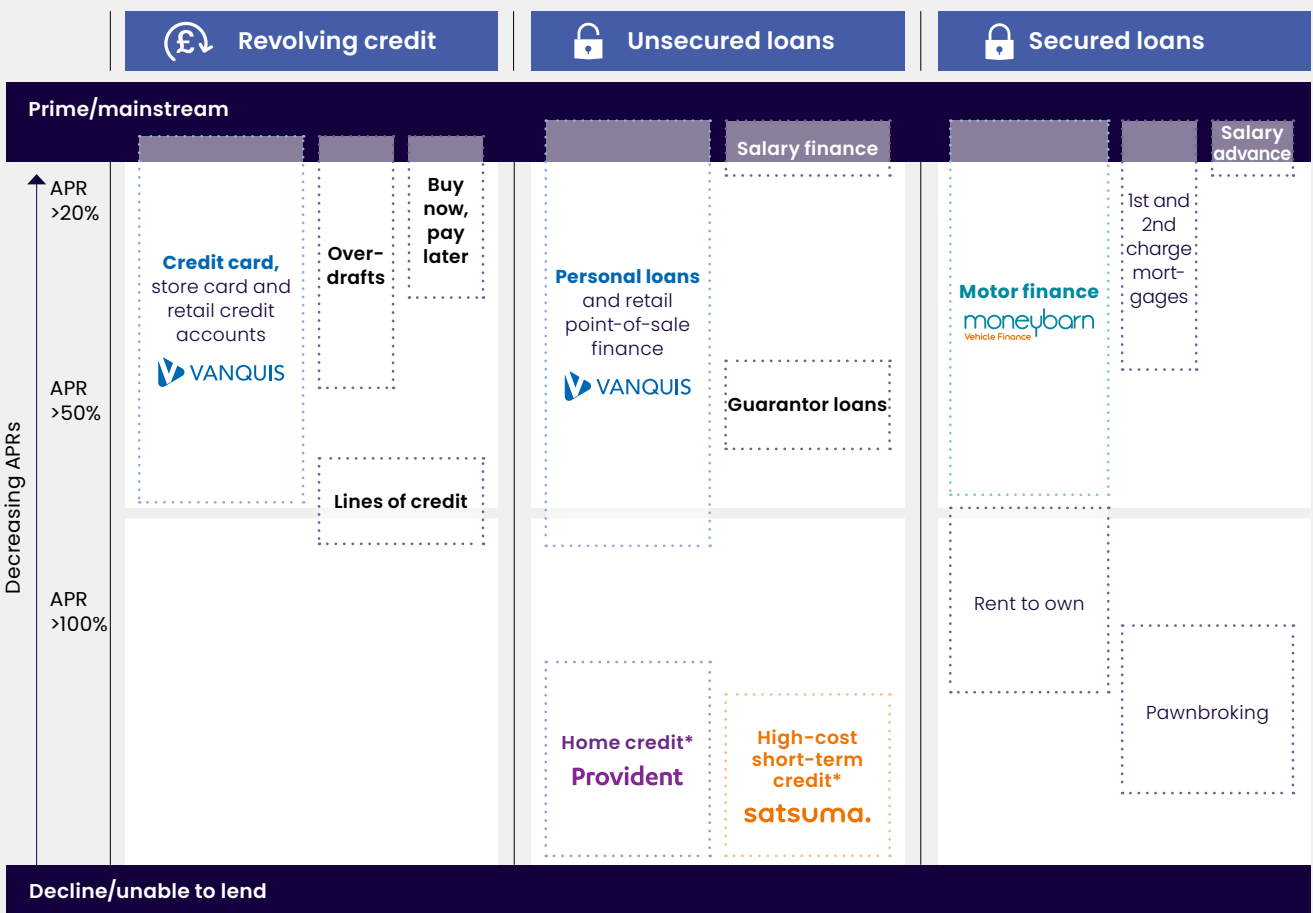 Revolving credit
Unsecured loans
Secured loans
Prime/mainstream
Decreasing APRs
APR
>20%
APR
>50%
APR
>100%
Credit card,
store card and
retail credit
accounts
VANQUIS
Over-
drafts
Buy
now,
pay
later
Lines of credit
Personal loans
and retail
point-of-sale
finance
VANQUIS
Salary finance
Guarantor loans
Home credit*
Provident
High-cost
short-term
credit*
satsuma.
Motor finance
moneybarn
Vehicle Finance
1st and
2nd
charge
mort-
gages
Salary
advance
Rent to own
Pawnbroking
Decline/unable to lend